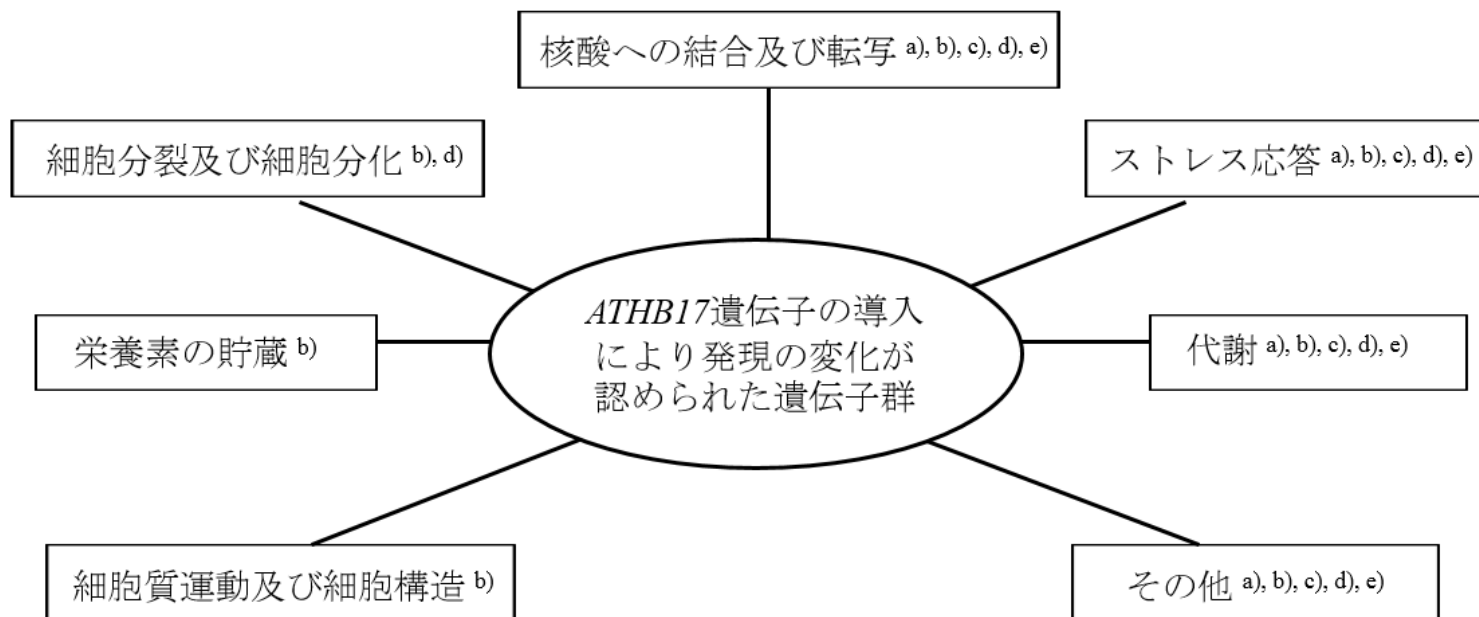 核酸への結合及び転写 a), b), c), d), e)
細胞分裂及び細胞分化 b), d)
ストレス応答 a), b), c), d), e)
ATHB17遺伝子の導入
により発現の変化が
認められた遺伝子群
栄養素の貯蔵 b)
代謝 a), b), c), d), e)
細胞質運動及び細胞構造 b)
その他 a), b), c), d), e)